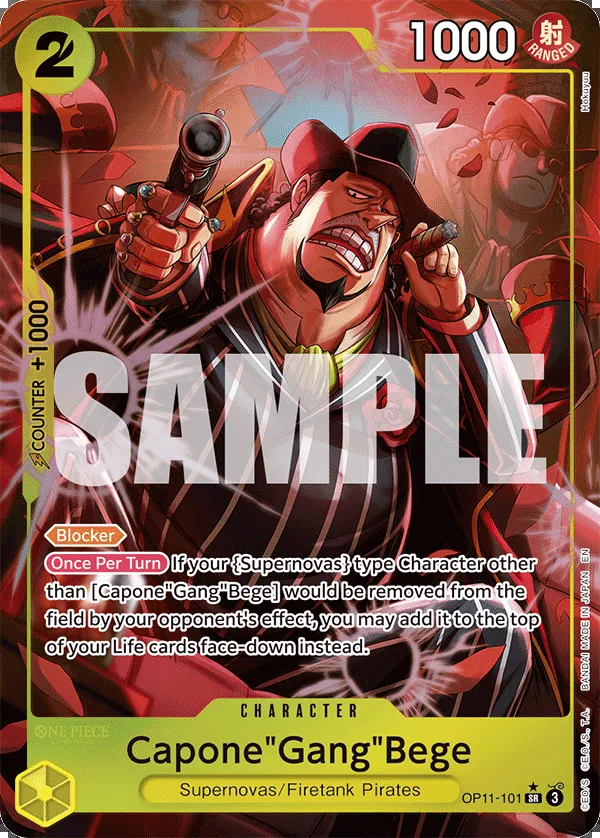 2
1000
射
RANGED
Hokuyuu
COUNTER +1000
SAMPLE
Blocker
Once Per Turn If your {Supernovas} type Character other
than [Capone"Gang"Bege] would be removed from the
field by your opponent's effect, you may add it to the top
of your Life cards face-down instead.
©E.O./S., T.A. BANDAI MADE IN JAPAN EN
ONE PIECE
CARD GAME
CHARACTER
Capone"Gang"Bege
Supernovas/Firetank Pirates
OP11-101 SR 3